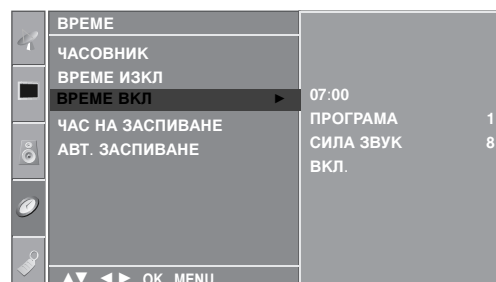 ВРЕМЕ
ЧАСОВНИК
ВРЕМЕ ИЗКЛ
ВРЕМЕ ВКЛ ►
ЧАС НА ЗАСПИВАНЕ
АВТ. ЗАСПИВАНЕ
07:00
ПРОГРАМА 1
СИЛА ЗВУК 8
ВКЛ.
▲▼ ◄► OK MENU